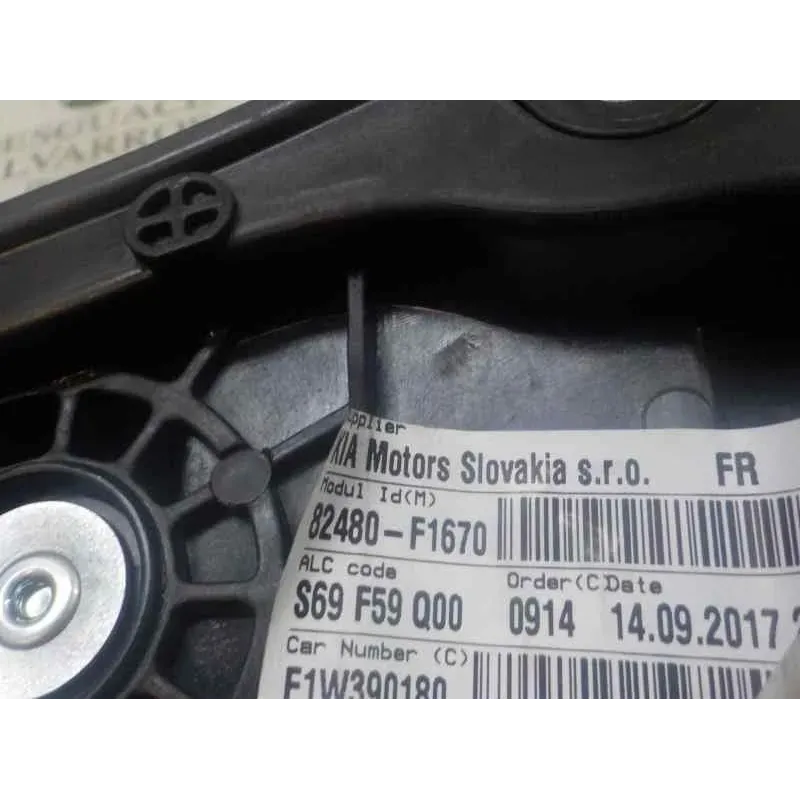 KIA Motors Slovakia s.r.o. FR
Modul Id(M)
82480-F1670
ALC code Order(C) Date
S69 F59 Q00 0914 14.09.2017
Car Number (C)
F1W390180